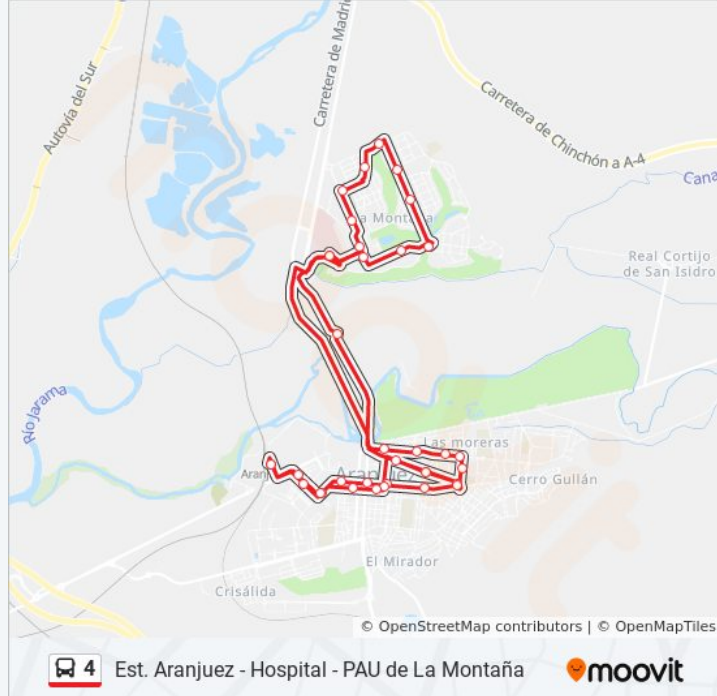 Autovía del Sur
Carretera de Madrid
Carretera de Chinchón a A-4
Cana
La Montaña
Real Cortijo
de San Isidro
Río Jarama
Las moreras
Aranjuez
Aranj
Cerro Gullán
El Mirador
Crisálida
© OpenStreetMap contributors | © OpenMapTiles
4 Est. Aranjuez - Hospital - PAU de La Montaña
moovit